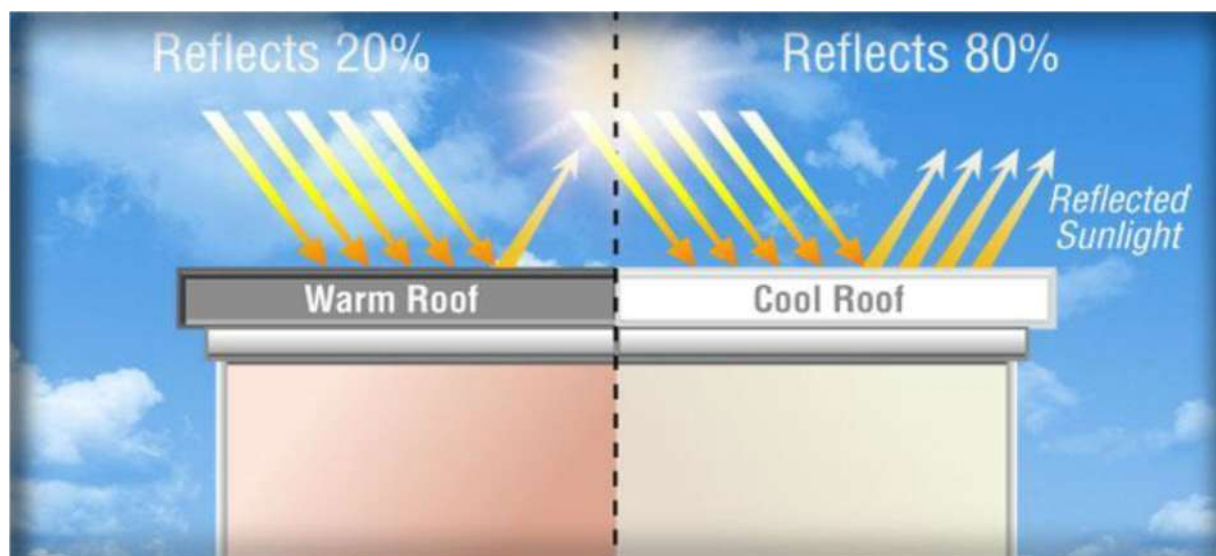 Reflects 20%
Reflects 80%
Reflected
Sunlight
Warm Roof
Cool Roof